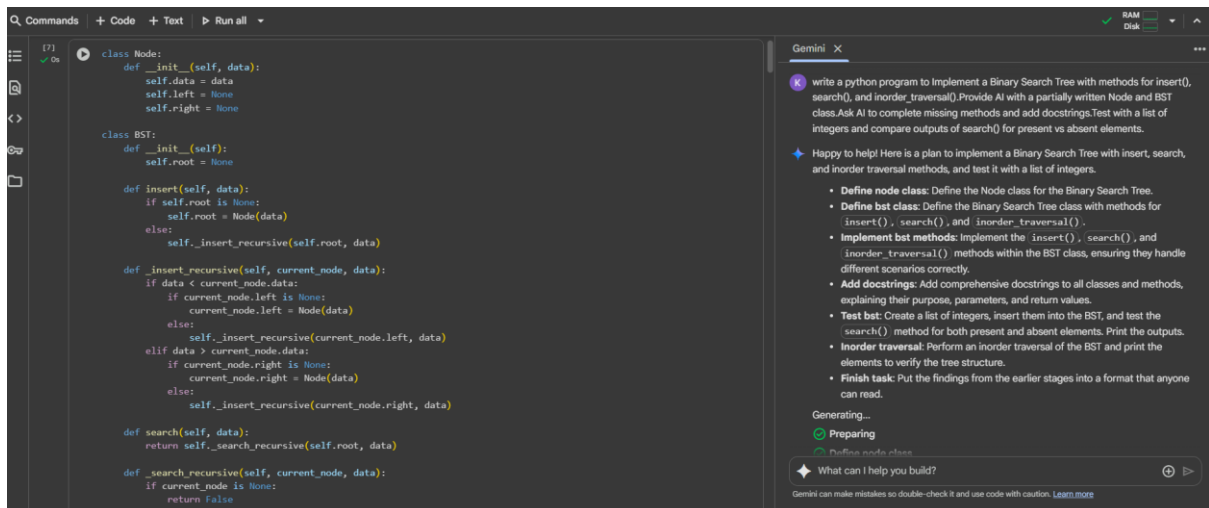 Commands + Code + Text Run all
RAM
Disk
[7]
0s
class Node:
    def __init__(self, data):
        self.data = data
        self.left = None
        self.right = None
class BST:
    def __init__(self):
        self.root = None
    def insert(self, data):
        if self.root is None:
            self.root = Node(data)
        else:
            self._insert_recursive(self.root, data)
    def _insert_recursive(self, current_node, data):
        if data < current_node.data:
            if current_node.left is None:
                current_node.left = Node(data)
            else:
                self._insert_recursive(current_node.left, data)
        elif data > current_node.data:
            if current_node.right is None:
                current_node.right = Node(data)
            else:
                self._insert_recursive(current_node.right, data)
    def search(self, data):
        return self._search_recursive(self.root, data)
    def _search_recursive(self, current_node, data):
        if current_node is None:
            return False
Gemini X
K
write a python program to Implement a Binary Search Tree with methods for insert(),
search(), and inorder_traversal().Provide AI with a partially written Node and BST
class.Ask AI to complete missing methods and add docstrings.Test with a list of
integers and compare outputs of search() for present vs absent elements.
Happy to help! Here is a plan to implement a Binary Search Tree with insert, search,
and inorder traversal methods, and test it with a list of integers.
• Define node class: Define the Node class for the Binary Search Tree.
• Define bst class: Define the Binary Search Tree class with methods for
insert(), search(), and inorder_traversal().
• Implement bst methods: Implement the insert(), search(), and
inorder_traversal() methods within the BST class, ensuring they handle
different scenarios correctly.
• Add docstrings: Add comprehensive docstrings to all classes and methods,
explaining their purpose, parameters, and return values.
• Test bst: Create a list of integers, insert them into the BST, and test the
search() method for both present and absent elements. Print the outputs.
• Inorder traversal: Perform an inorder traversal of the BST and print the
elements to verify the tree structure.
• Finish task: Put the findings from the earlier stages into a format that anyone
can read.
Generating...
Preparing
Define node class
What can I help you build?
Gemini can make mistakes so double-check it and use code with caution. Learn more